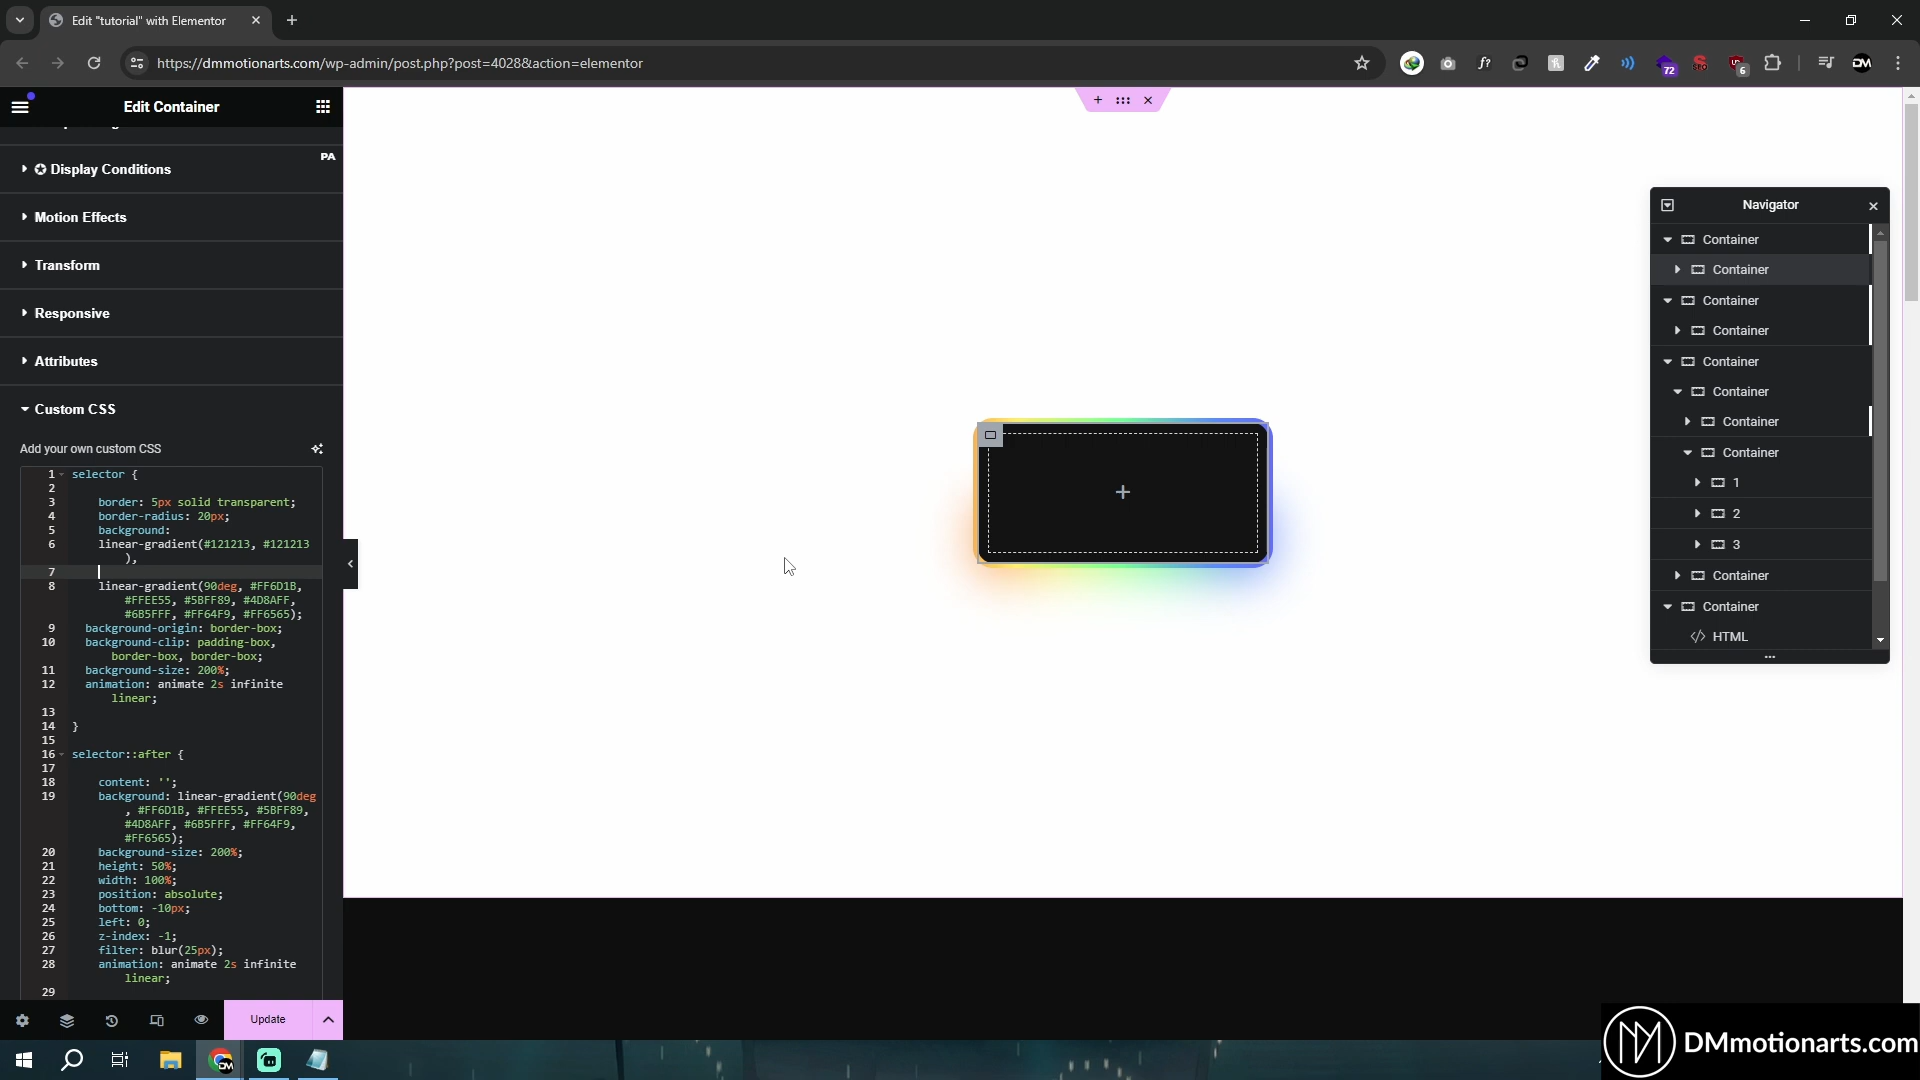 Edit "tutorial" with Elementor
https://dmmotionarts.com/wp-admin/post.php?post=4028&action=elementor
f?
72
6
DM
Edit Container
PA
Display Conditions
Motion Effects
Transform
Responsive
Attributes
Custom CSS
Add your own custom CSS
1 selector {
2
3 border: 5px solid transparent;
4 border-radius: 20px;
5 background:
6 linear-gradient(#121213, #121213
),
7
8 linear-gradient(90deg, #FF6D1B,
#FFEE55, #5BFF89, #4D8AFF,
#6B5FFF, #FF64F9, #FF6565);
9 background-origin: border-box;
10 background-clip: padding-box,
border-box, border-box;
11 background-size: 200%;
12 animation: animate 2s infinite
linear;
13
14 }
15
16 selector::after {
17
18 content: '';
19 background: linear-gradient(90deg
, #FF6D1B, #FFEE55, #5BFF89,
#4D8AFF, #6B5FFF, #FF64F9,
#FF6565);
20 background-size: 200%;
21 height: 50%;
22 width: 100%;
23 position: absolute;
24 bottom: -10px;
25 left: 0;
26 z-index: -1;
27 filter: blur(25px);
28 animation: animate 2s infinite
linear;
29
Update
Navigator
Container
Container
Container
Container
Container
Container
Container
Container
1
2
3
Container
Container
HTML
DMmotionarts.com